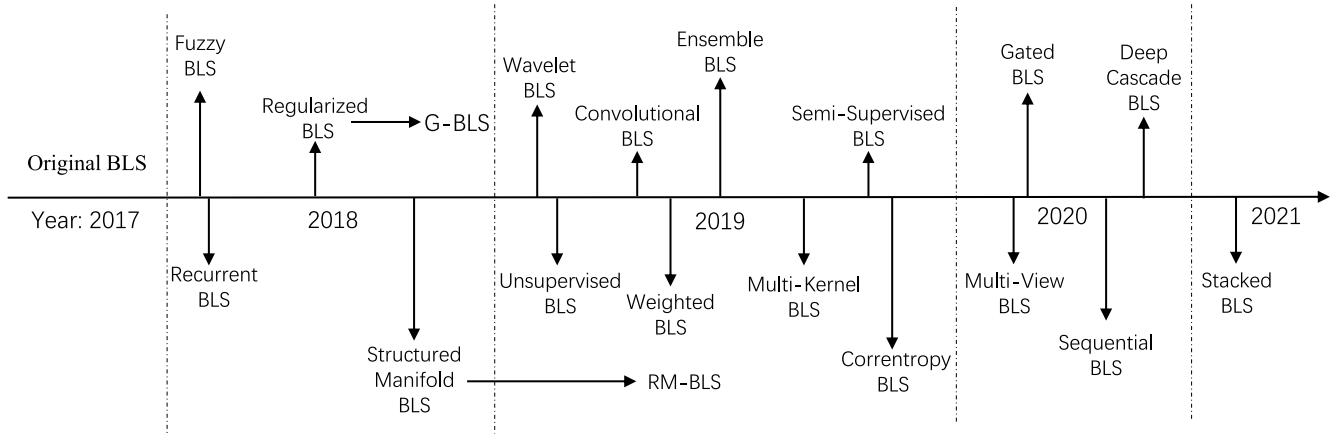 Fuzzy
BLS
Regularized
BLS
G-BLS
Wavelet
BLS
Convolutional
BLS
Ensemble
BLS
Semi-Supervised
BLS
Gated
BLS
Deep
Cascade
BLS
Original BLS
Year: 2017
2018
2019
2020
2021
Recurrent
BLS
Structured
Manifold
BLS
RM-BLS
Unsupervised
BLS
Weighted
BLS
Multi-Kernel
BLS
Correntropy
BLS
Multi-View
BLS
Sequential
BLS
Stacked
BLS